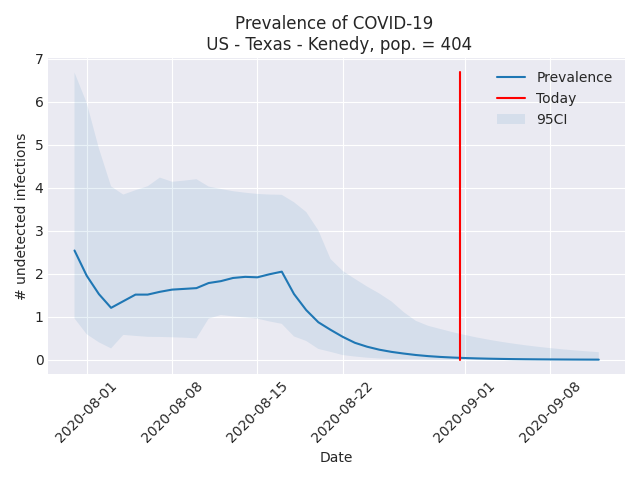 Prevalence of COVID-19
US - Texas - Kenedy, pop. = 404
7
6
5
4
3
2
1
0
# undetected infections
Prevalence
Today
95CI
2020-08-01
2020-08-08
2020-08-15
2020-08-22
2020-09-01
2020-09-08
Date